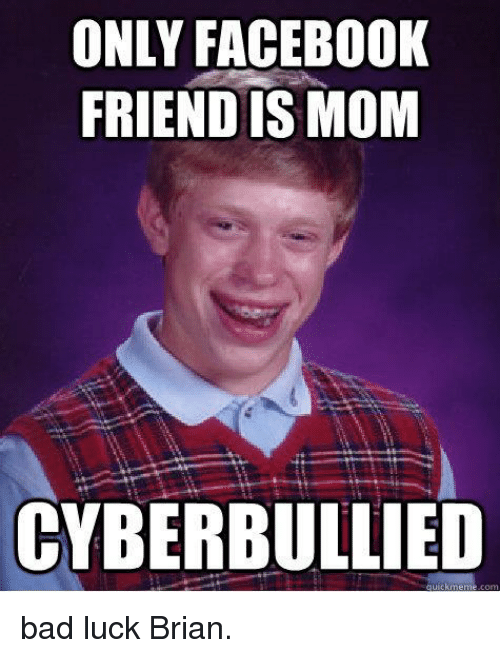 ONLY FACEBOOK
FRIEND IS MOM
CYBERBULLIED
quickmeme.com
bad luck Brian.